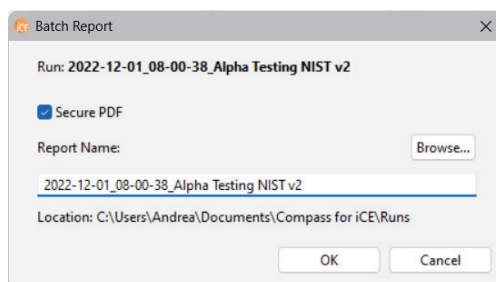 iCE Batch Report
Run: 2022-12-01_08-00-38_Alpha Testing NIST v2
Secure PDF
Report Name:
Browse...
2022-12-01_08-00-38_Alpha Testing NIST v2
Location: C:\Users\Andrea\Documents\Compass for iCE\Runs
OK Cancel